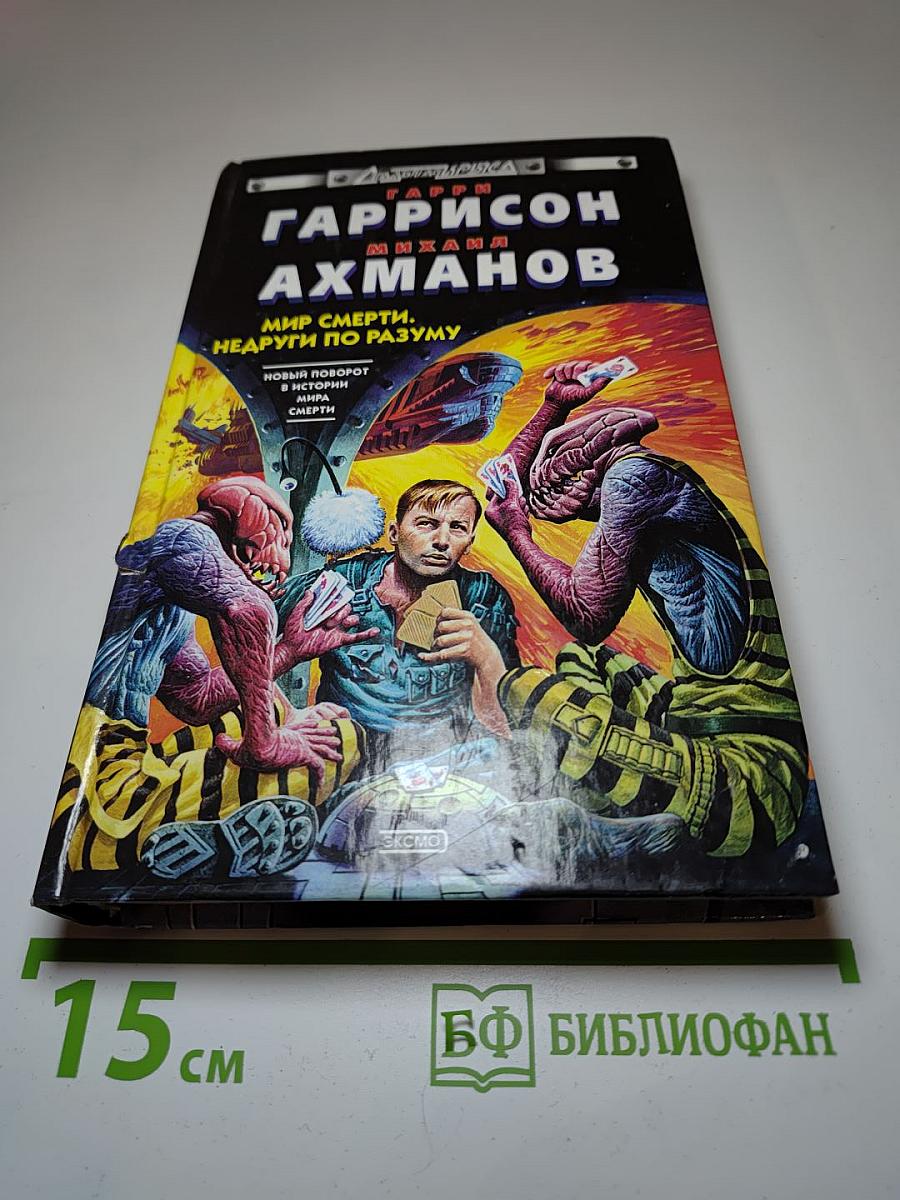 ГАРРИ
ГАРРИСОН
МИХАИЛ
АХМАНОВ
МИР СМЕРТИ.
НЕДРУГИ ПО РАЗУМУ
НОВЫЙ ПОВОРОТ
В ИСТОРИИ
МИРА
СМЕРТИ
ЭКСМО
15 см
БФ БИБЛИОФАН